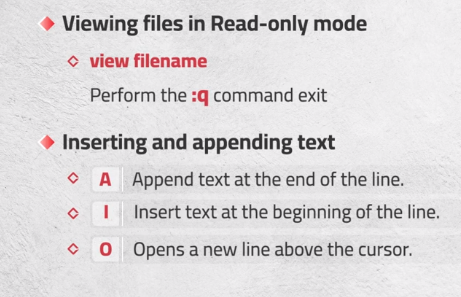 Viewing files in Read-only mode
view filename
Perform the :q command exit
Inserting and appending text
A Append text at the end of the line.
I Insert text at the beginning of the line.
O Opens a new line above the cursor.